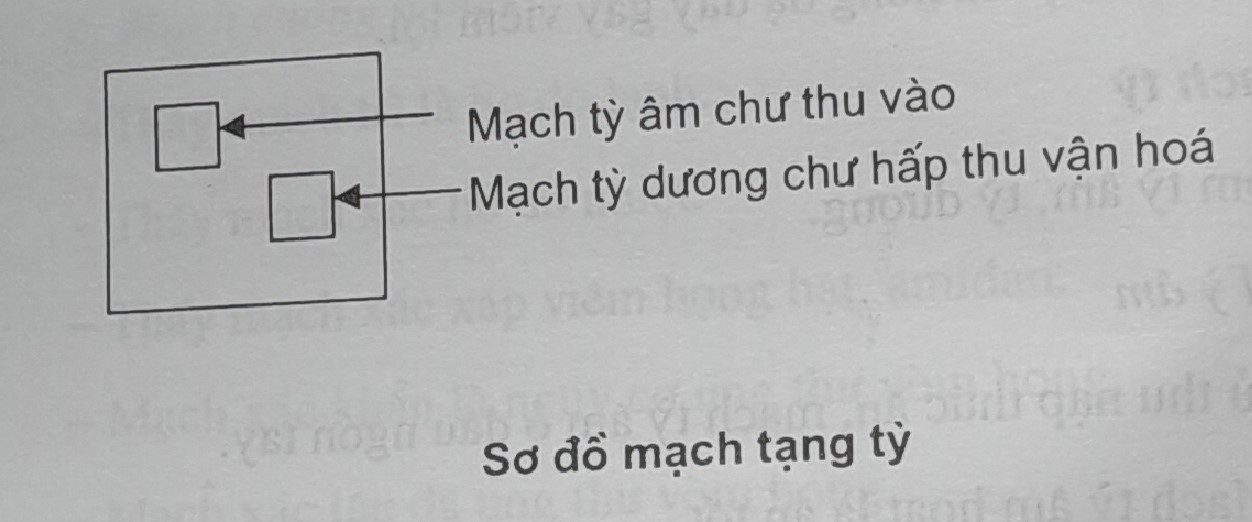 Mạch tỳ âm chư thu vào
Mạch tỳ dương chư hấp thu vận hoá
Sơ đồ mạch tạng tỳ